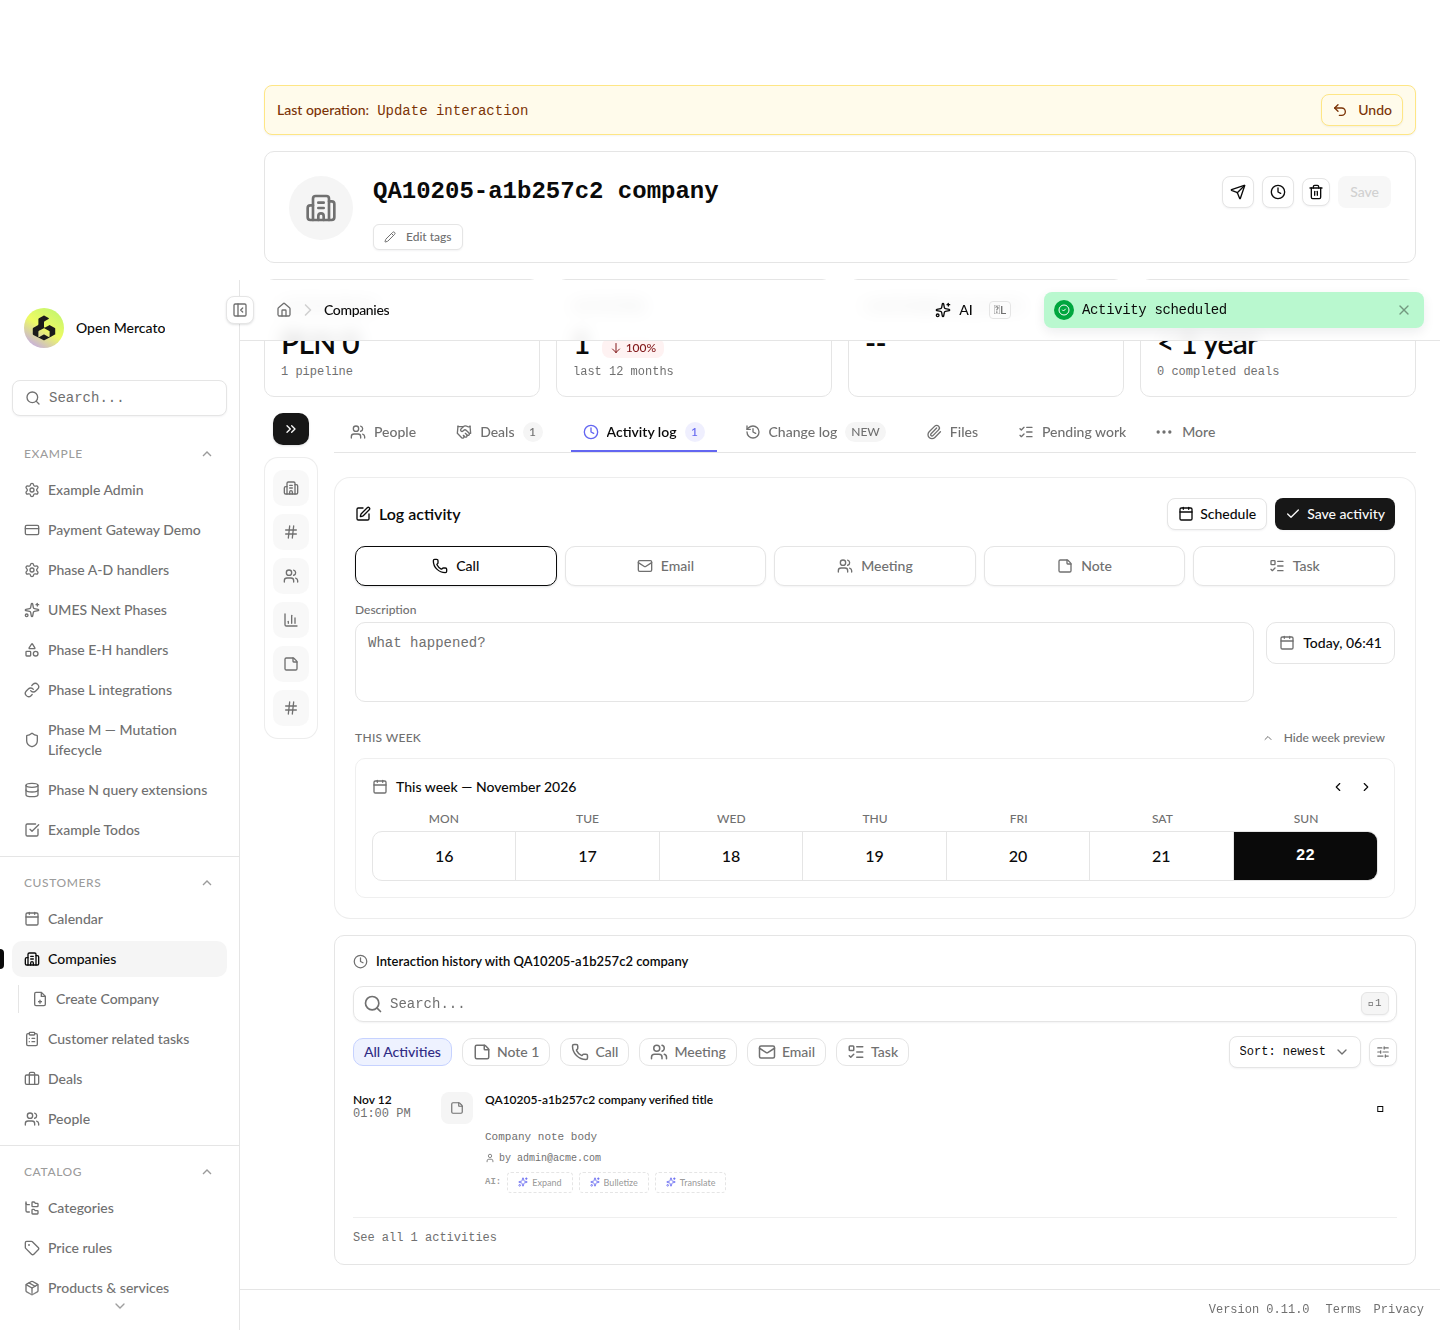 Last operation: Update interaction
Undo
QA10205-a1b257c2 company
Save
Edit tags
Open Mercato
Companies
AI
L
Activity scheduled
PLN 0
1 pipeline
1
100%
last 12 months
--
< 1 year
0 completed deals
Search...
EXAMPLE
Example Admin
Payment Gateway Demo
Phase A-D handlers
UMES Next Phases
Phase E-H handlers
Phase L integrations
Phase M — Mutation
Lifecycle
Phase N query extensions
Example Todos
CUSTOMERS
Calendar
Companies
Create Company
Customer related tasks
Deals
People
CATALOG
Categories
Price rules
Products & services
People
Deals 1
Activity log 1
Change log NEW
Files
Pending work
More
Log activity
Schedule
Save activity
Call
Email
Meeting
Note
Task
Description
What happened?
Today, 06:41
THIS WEEK
Hide week preview
This week — November 2026
MON TUE WED THU FRI SAT SUN
16 17 18 19 20 21 22
Interaction history with QA10205-a1b257c2 company
Search...
1
All Activities
Note 1
Call
Meeting
Email
Task
Sort: newest
Nov 12
01:00 PM
QA10205-a1b257c2 company verified title
Company note body
by admin@acme.com
AI: Expand Bulletize Translate
See all 1 activities
Version 0.11.0 Terms Privacy